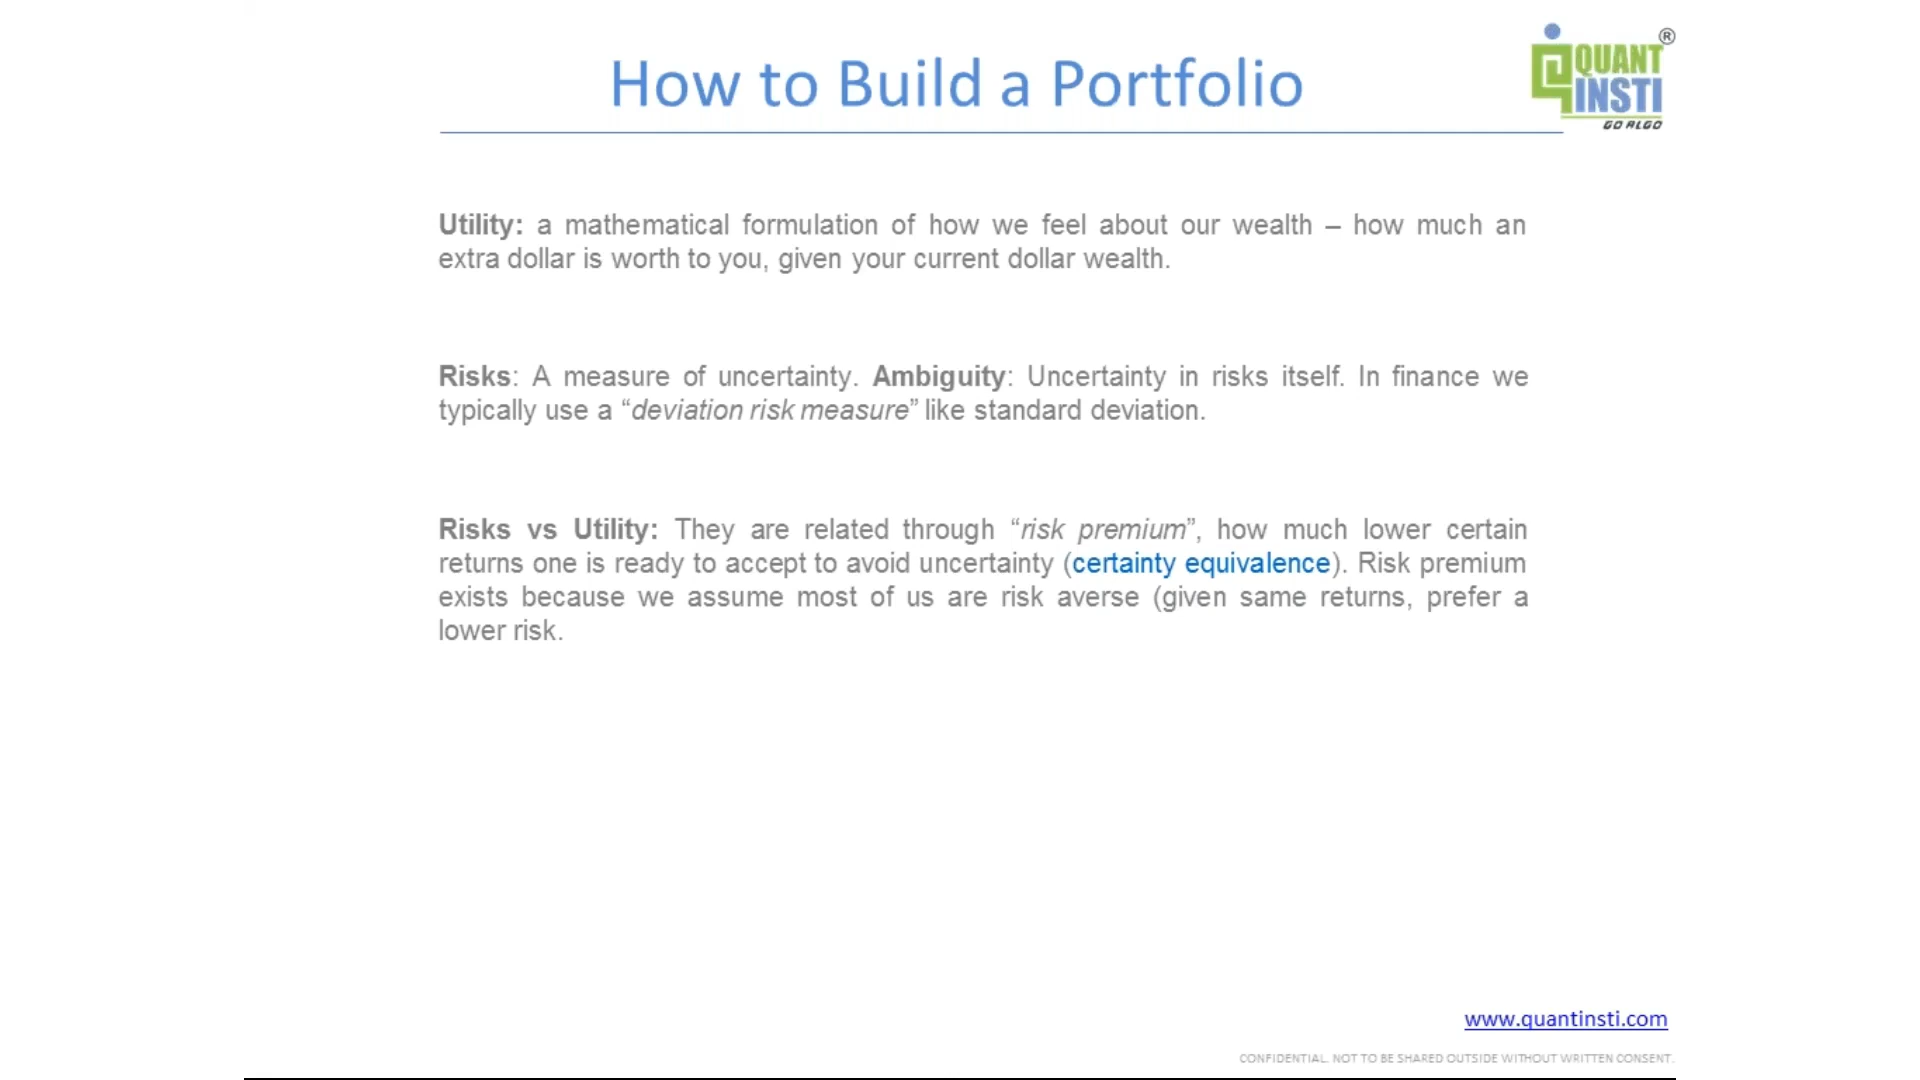 How to Build a Portfolio
QUANT
INSTI
®
GO ALGO
Utility: a mathematical formulation of how we feel about our wealth – how much an
extra dollar is worth to you, given your current dollar wealth.
Risks: A measure of uncertainty. Ambiguity: Uncertainty in risks itself. In finance we
typically use a “deviation risk measure” like standard deviation.
Risks vs Utility: They are related through “risk premium”, how much lower certain
returns one is ready to accept to avoid uncertainty (certainty equivalence). Risk premium
exists because we assume most of us are risk averse (given same returns, prefer a
lower risk.
www.quantinsti.com
CONFIDENTIAL. NOT TO BE SHARED OUTSIDE WITHOUT WRITTEN CONSENT.